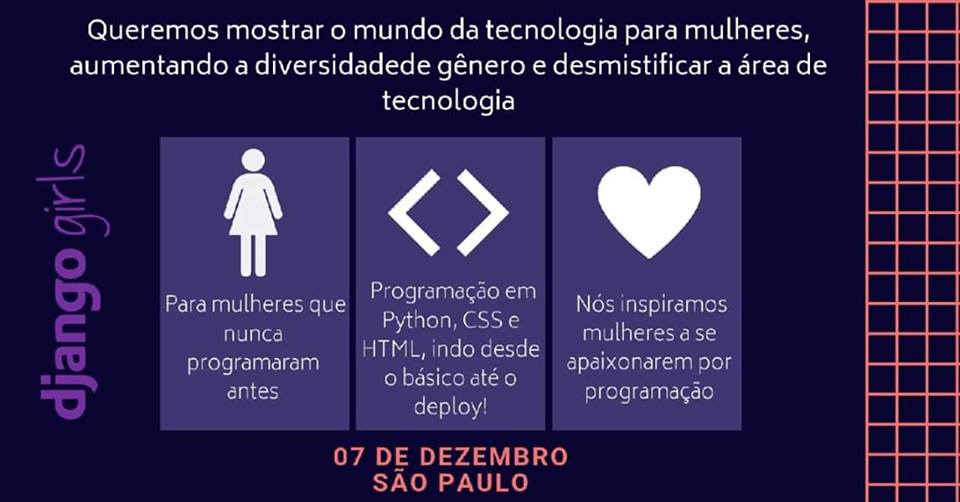 Queremos mostrar o mundo da tecnologia para mulheres,
aumentando a diversidadede gênero e desmistificar a área de
tecnologia
django girls
Para mulheres que
nunca
programaram
antes
Programação em
Python, CSS e
HTML, indo desde
o básico até o
deploy!
Nós inspiramos
mulheres a se
apaixonarem por
programação
07 DE DEZEMBRO
SÃO PAULO